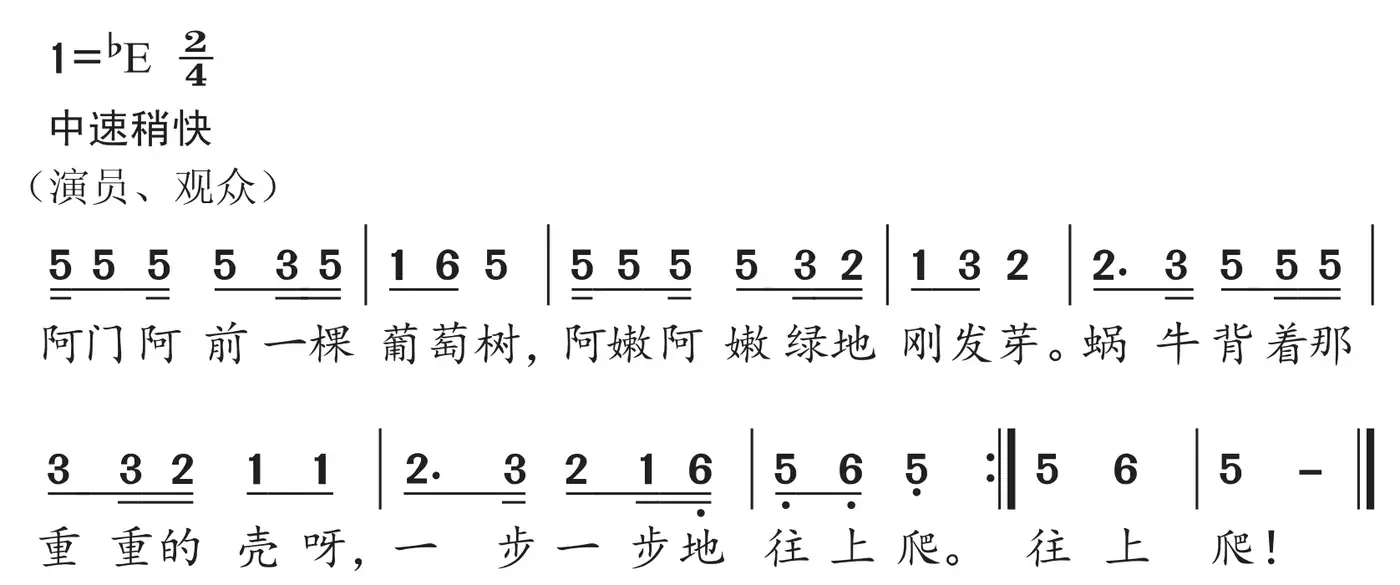 1=♭E 2/4
中速稍快
（演员、观众）
5 5 5 5 3 5 | 1 6 5 | 5 5 5 5 3 2 | 1 3 2 | 2. 3 5 5 5 |
阿门阿 前一棵 葡萄树，阿嫩阿 嫩绿地 刚发芽。蜗 牛背着那
3 3 2 1 1 | 2. 3 2 1 6̣ | 5̣ 6̣ 5̣ :‖ 5 6 | 5 – ‖
重 重的 壳 呀，一 步一步地 往上爬。 往 上 爬！